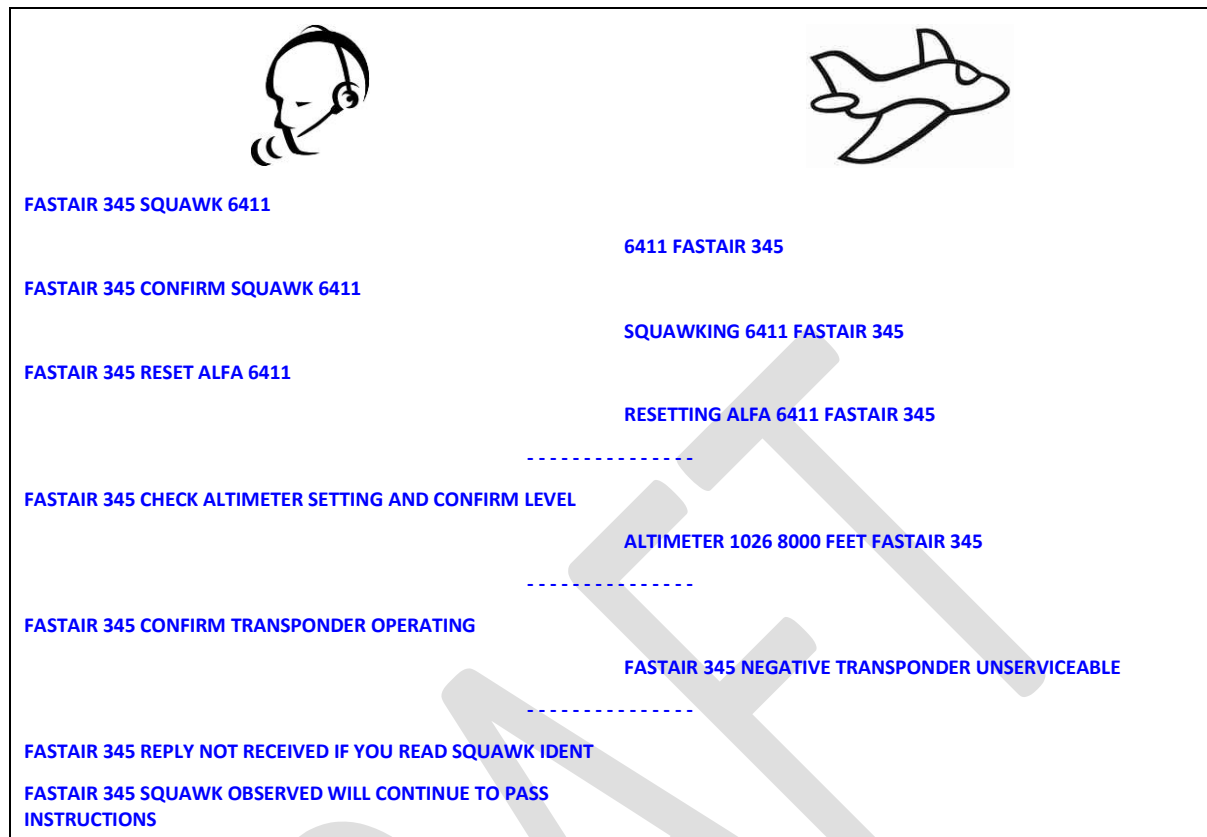 FASTAIR 345 SQUAWK 6411
6411 FASTAIR 345
FASTAIR 345 CONFIRM SQUAWK 6411
SQUAWKING 6411 FASTAIR 345
FASTAIR 345 RESET ALFA 6411
RESETTING ALFA 6411 FASTAIR 345
- - - - - - - - - - - - - - -
FASTAIR 345 CHECK ALTIMETER SETTING AND CONFIRM LEVEL
ALTIMETER 1026 8000 FEET FASTAIR 345
- - - - - - - - - - - - - - -
FASTAIR 345 CONFIRM TRANSPONDER OPERATING
FASTAIR 345 NEGATIVE TRANSPONDER UNSERVICEABLE
- - - - - - - - - - - - - - -
FASTAIR 345 REPLY NOT RECEIVED IF YOU READ SQUAWK IDENT
FASTAIR 345 SQUAWK OBSERVED WILL CONTINUE TO PASS
INSTRUCTIONS